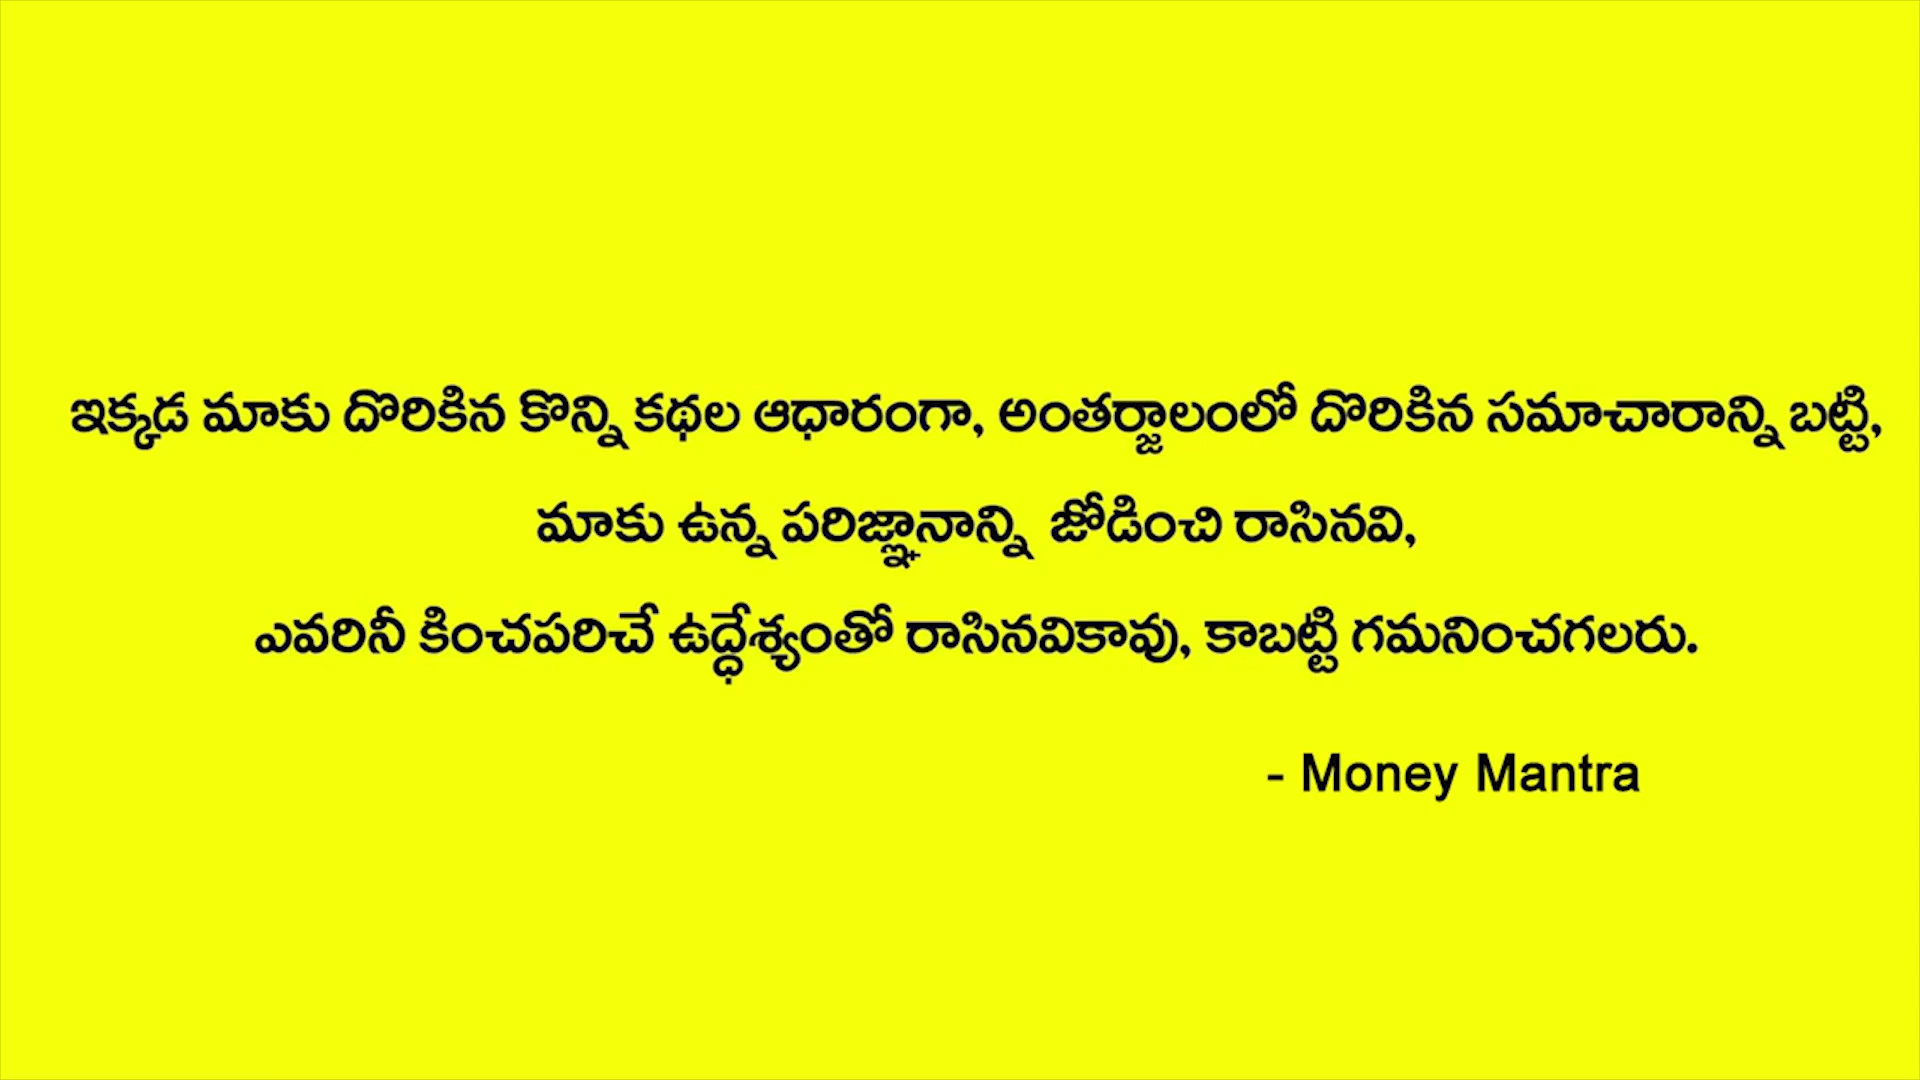 ఇక్కడ మాకు దొరికిన కొన్ని కథల ఆధారంగా, అంతర్జాలంలో దొరికిన సమాచారాన్ని బట్టి,
మాకు ఉన్న పరిజ్ఞానాన్ని జోడించి రాసినవి,
ఎవరినీ కించపరిచే ఉద్ధేశ్యంతో రాసినవికావు, కాబట్టి గమనించగలరు.
- Money Mantra